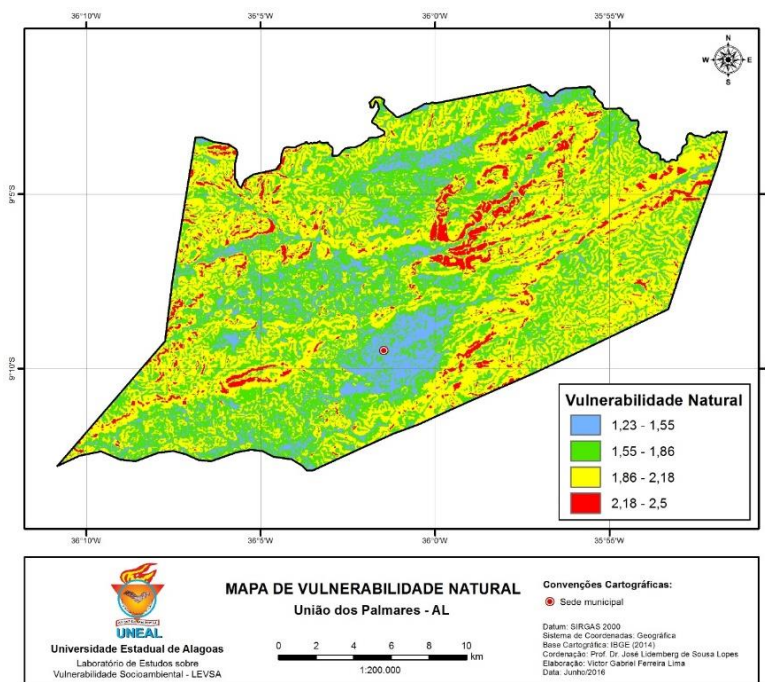 36°10'W 36°5'W 36°0'W 35°55'W
N
W E
S
9°5'S 9°5'S
9°10'S 9°10'S
Vulnerabilidade Natural
1,23 - 1,55
1,55 - 1,86
1,86 - 2,18
2,18 - 2,5
36°10'W 36°5'W 36°0'W 35°55'W
UNEAL
Universidade Estadual de Alagoas
Laboratório de Estudos sobre
Vulnerabilidade Socioambiental - LEVSA
MAPA DE VULNERABILIDADE NATURAL
União dos Palmares - AL
0 2 4 6 8 10
km
1:200.000
Convenções Cartográficas:
Sede municipal
Datum: SIRGAS 2000
Sistema de Coordenadas: Geográfica
Base Cartográfica: IBGE (2014)
Cordenação: Prof. Dr. José Lidemberg de Sousa Lopes
Elaboração: Victor Gabriel Ferreira Lima
Data: Junho/2016